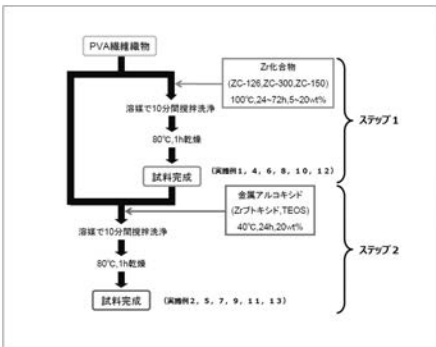 PVA繊維織物
Zr化合物
(ZC-126,ZC-300,ZC-150)
100℃,24~72h,5~20wt%
溶媒で10分間撹拌洗浄
80℃,1h乾燥
試料完成
(実施例1, 4, 6, 8, 10, 12)
ステップ1
金属アルコキシド
(Zrブトキシド,TEOS)
40℃,24h,20wt%
溶媒で10分間撹拌洗浄
80℃,1h乾燥
試料完成
(実施例2, 5, 7, 9, 11, 13)
ステップ2